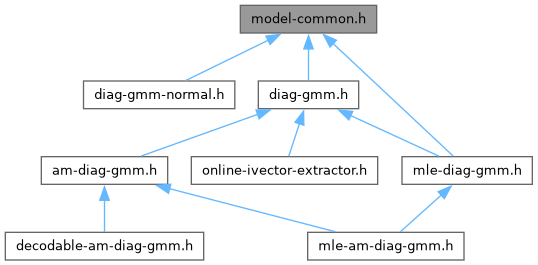 model-common.h
diag-gmm-normal.h
diag-gmm.h
am-diag-gmm.h
online-ivector-extractor.h
mle-diag-gmm.h
decodable-am-diag-gmm.h
mle-am-diag-gmm.h